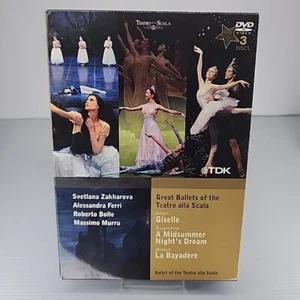 TEATRO ALLA SCALA
DVD
VIDEO
3
DISCS
TDK
Svetlana Zakharova
Alessandra Ferri
Roberto Bolle
Massimo Murru
Great Ballets of the
Teatro alla Scala
Adam
Giselle
Balanchine
A Midsummer
Night's Dream
Minkus
La Bayadère
Ballet of the Teatro alla Scala